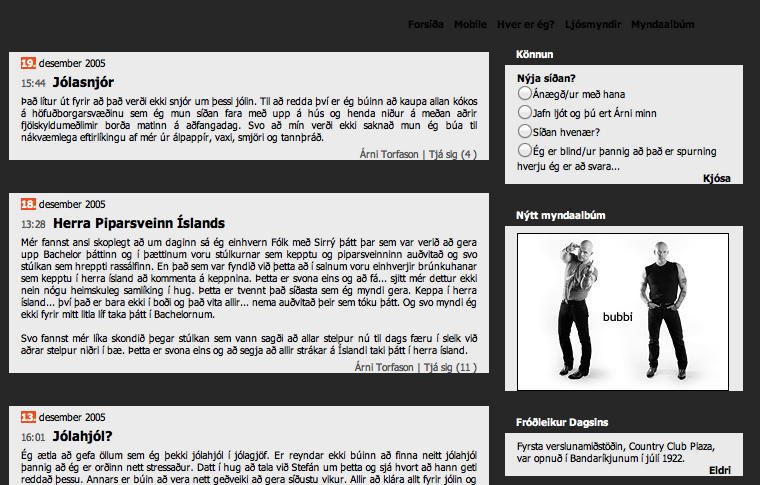 Forsíða Mobile Hver er ég? Ljósmyndir Myndaalbúm
19. desember 2005
15:44 Jólasnjór
Það lítur út fyrir að það verði ekki snjór um þessi jólin. Til að redda því er ég búinn að kaupa allan kókos
á höfuðborgarsvæðinu sem ég mun síðan fara með upp á hús og henda niður á meðan aðrir
fjölskyldumeðlimir borða matinn á aðfangadag. Svo að mín verði ekki saknað mun ég búa til
nákvæmlega eftirlíkingu af mér úr álpappír, vaxi, smjöri og tannþráð.
Árni Torfason | Tjá sig (4 )
18. desember 2005
13:28 Herra Piparsveinn Íslands
Mér fannst ansi skoplegt að um daginn sá ég einhvern Fólk með Sirrý þátt þar sem var verið að gera
upp Bachelor þáttinn og í þættinum voru stúlkurnar sem kepptu og piparsveinninn auðvitað og svo
stúlkan sem hreppti rassálfinn. En það sem var fyndið við þetta að í salnum voru einhverjir brúnkuhanar
sem kepptu í herra ísland að kommenta á keppnina. Þetta er svona eins og að fá... sjitt mér dettur ekki
nein nógu heimskuleg samlíking í hug. Þetta er tvennt það síðasta sem ég myndi gera. Keppa í herra
ísland... því það er bara ekki í boði og það vita allir... nema auðvitað þeir sem tóku þátt. Og svo myndi ég
ekki fyrir mitt litla líf taka þátt í Bachelornum.
Svo fannst mér líka skondið þegar stúlkan sem vann sagði að allar stelpur nú til dags færu í sleik við
aðrar stelpur niðri í bæ. Þetta er svona eins og að segja að allir strákar á Íslandi taki þátt í herra ísland.
Árni Torfason | Tjá sig (11 )
13. desember 2005
16:01 Jólahjól?
Ég ætla að gefa öllum sem ég þekki jólahjól í jólagjöf. Er reyndar ekki búinn að finna neitt jólahjól
þannig að ég er orðinn nett stressaður. Datt í hug að tala við Stefán um þetta og sjá hvort að hann geti
reddað þessu. Annars er búin að vera nett geðveiki að gera síðustu vikur. Allir að klára allt fyrir jólin og
Könnun
Nýja síðan?
Ánægð/ur með hana
Jafn ljót og þú ert Árni minn
Síðan hvenær?
Ég er blind/ur þannig að það er spurning
hverju ég er að svara...
Kjósa
Nýtt myndaalbúm
bubbi
Fróðleikur Dagsins
Fyrsta verslunamiðstöðin, Country Club Plaza,
var opnuð í Bandaríkjunum í júlí 1922.
Eldri